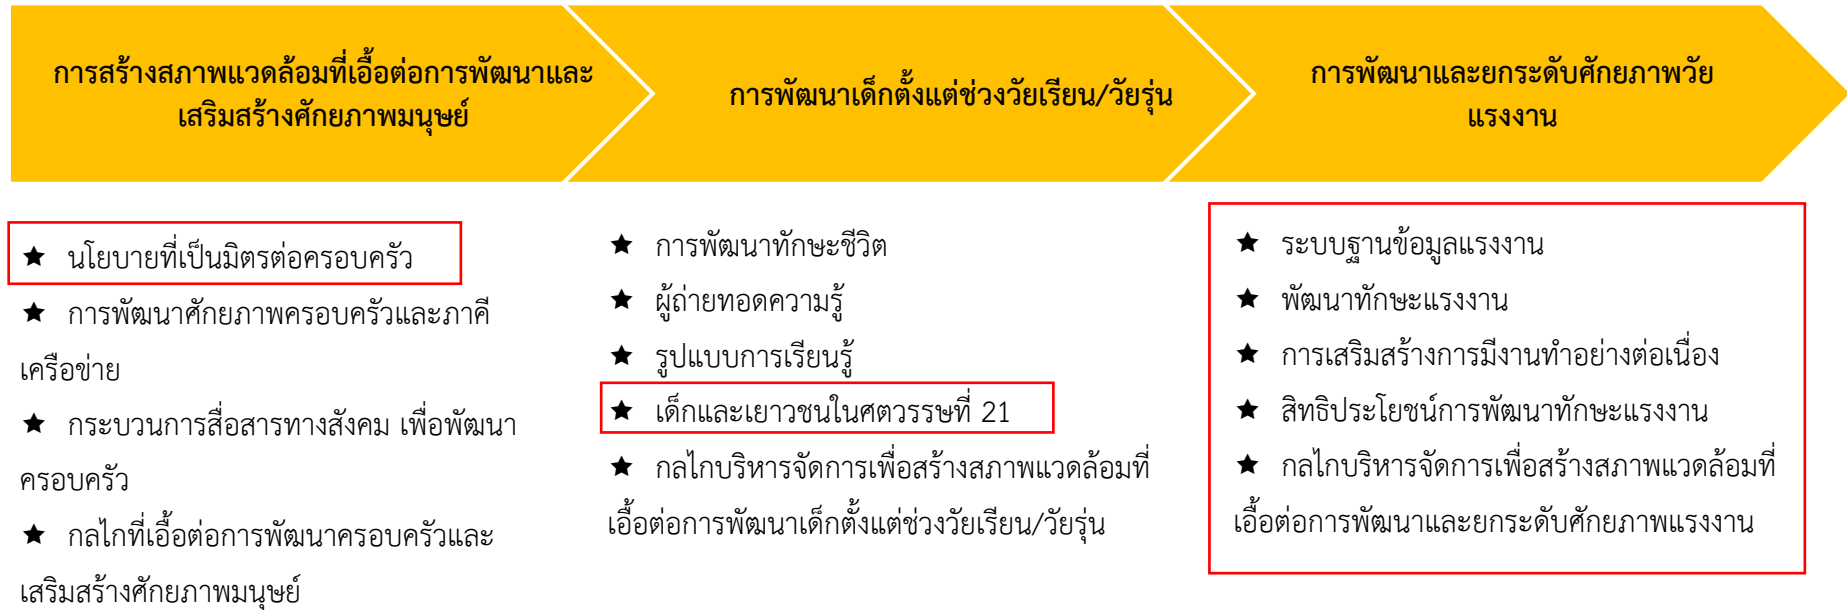 การสร้างสภาพแวดล้อมที่เอื้อต่อการพัฒนาและ
เสริมสร้างศักยภาพมนุษย์
การพัฒนาเด็กตั้งแต่ช่วงวัยเรียน/วัยรุ่น
การพัฒนาและยกระดับศักยภาพวัย
แรงงาน
★ นโยบายที่เป็นมิตรต่อครอบครัว
★ การพัฒนาศักยภาพครอบครัวและภาคี
เครือข่าย
★ กระบวนการสื่อสารทางสังคม เพื่อพัฒนา
ครอบครัว
★ กลไกที่เอื้อต่อการพัฒนาครอบครัวและ
เสริมสร้างศักยภาพมนุษย์
★ การพัฒนาทักษะชีวิต
★ ผู้ถ่ายทอดความรู้
★ รูปแบบการเรียนรู้
★ เด็กและเยาวชนในศตวรรษที่ 21
★ กลไกบริหารจัดการเพื่อสร้างสภาพแวดล้อมที่
เอื้อต่อการพัฒนาเด็กตั้งแต่ช่วงวัยเรียน/วัยรุ่น
★ ระบบฐานข้อมูลแรงงาน
★ พัฒนาทักษะแรงงาน
★ การเสริมสร้างการมีงานทำอย่างต่อเนื่อง
★ สิทธิประโยชน์การพัฒนาทักษะแรงงาน
★ กลไกบริหารจัดการเพื่อสร้างสภาพแวดล้อมที่
เอื้อต่อการพัฒนาและยกระดับศักยภาพแรงงาน